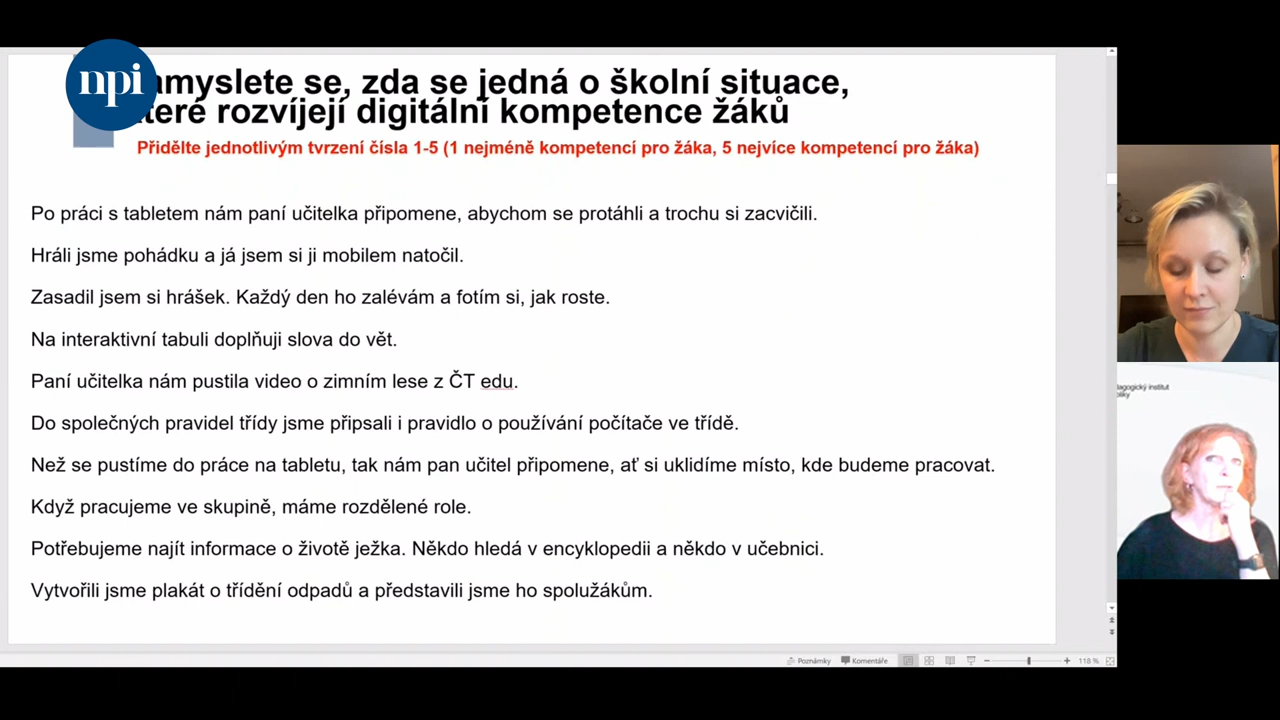 npi
amyslete se, zda se jedná o školní situace,
teré rozvíjejí digitální kompetence žáků
Přidělte jednotlivým tvrzení čísla 1-5 (1 nejméně kompetencí pro žáka, 5 nejvíce kompetencí pro žáka)
Po práci s tabletem nám paní učitelka připomene, abychom se protáhli a trochu si zacvičili.
Hráli jsme pohádku a já jsem si ji mobilem natočil.
Zasadil jsem si hrášek. Každý den ho zalévám a fotím si, jak roste.
Na interaktivní tabuli doplňuji slova do vět.
Paní učitelka nám pustila video o zimním lese z ČT edu.
Do společných pravidel třídy jsme připsali i pravidlo o používání počítače ve třídě.
Než se pustíme do práce na tabletu, tak nám pan učitel připomene, ať si uklidíme místo, kde budeme pracovat.
Když pracujeme ve skupině, máme rozdělené role.
Potřebujeme najít informace o životě ježka. Někdo hledá v encyklopedii a někdo v učebnici.
Vytvořili jsme plakát o třídění odpadů a představili jsme ho spolužákům.
dagogický institut
Poznámky Komentáře 118 %